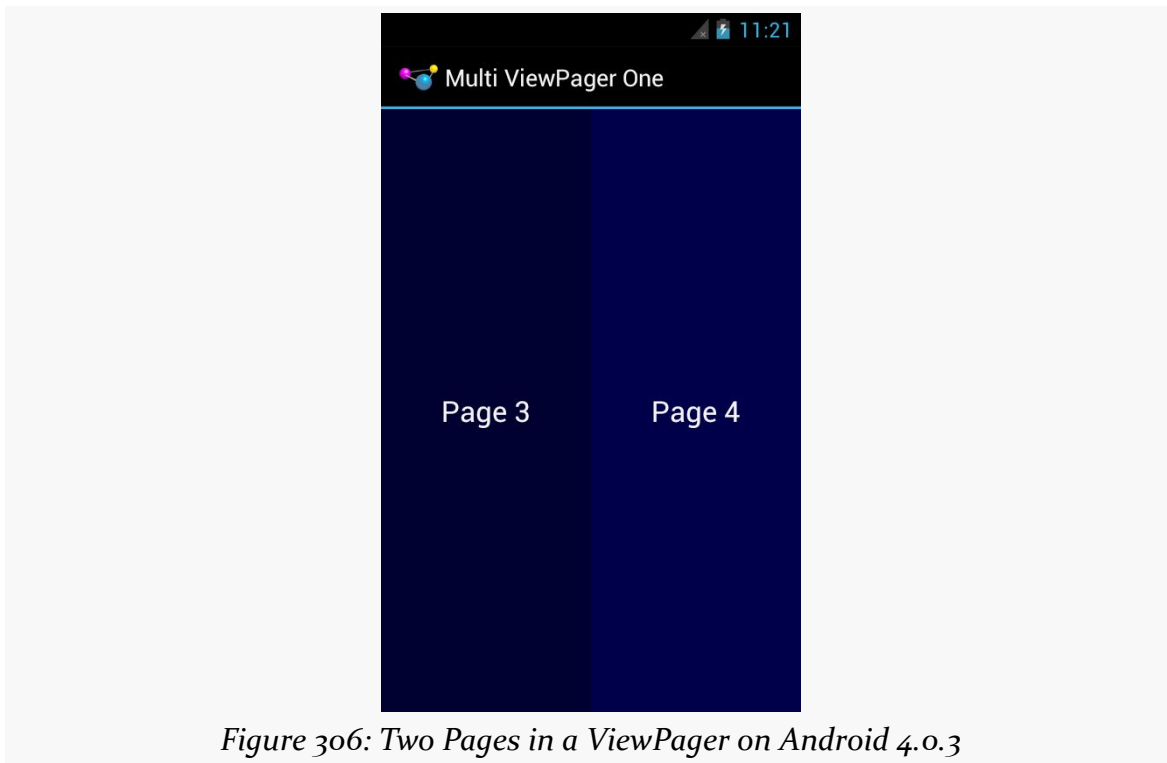 11:21
Multi ViewPager One
Page 3 Page 4
Figure 306: Two Pages in a ViewPager on Android 4.0.3